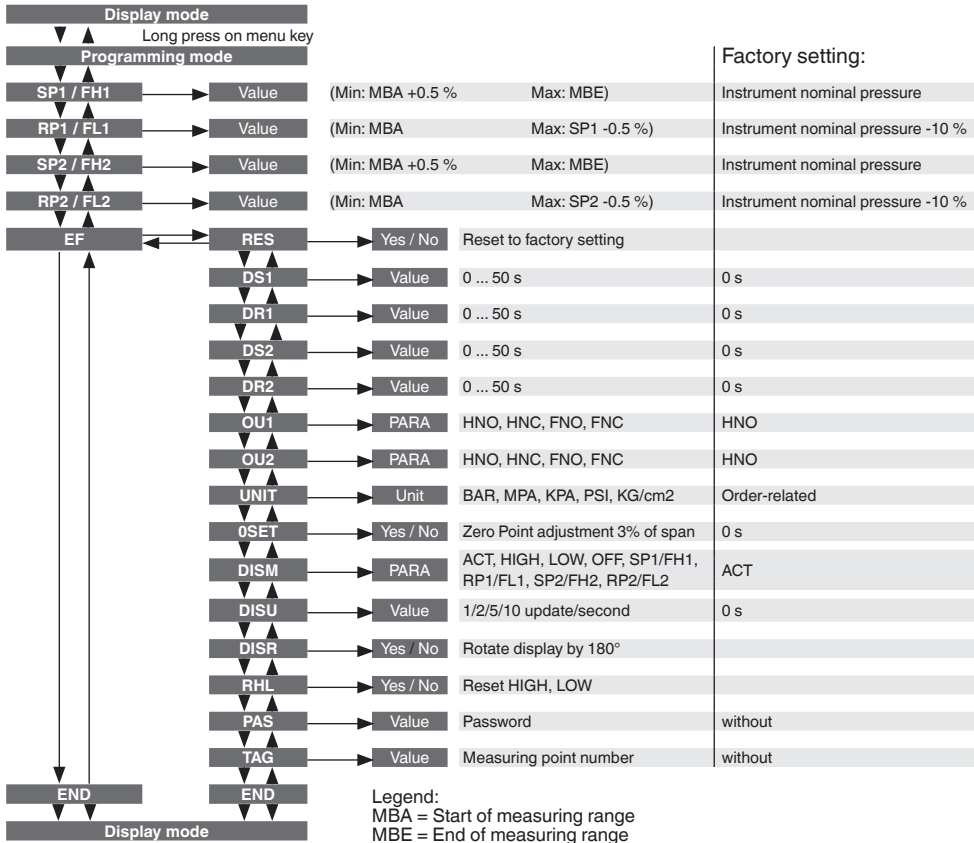 Display mode
Long press on menu key
Programming mode
Factory setting:
SP1 / FH1 Value (Min: MBA +0.5 % Max: MBE) Instrument nominal pressure
RP1 / FL1 Value (Min: MBA Max: SP1 -0.5 %) Instrument nominal pressure -10 %
SP2 / FH2 Value (Min: MBA +0.5 % Max: MBE) Instrument nominal pressure
RP2 / FL2 Value (Min: MBA Max: SP2 -0.5 %) Instrument nominal pressure -10 %
EF RES Yes / No Reset to factory setting
DS1 Value 0 ... 50 s 0 s
DR1 Value 0 ... 50 s 0 s
DS2 Value 0 ... 50 s 0 s
DR2 Value 0 ... 50 s 0 s
OU1 PARA HNO, HNC, FNO, FNC HNO
OU2 PARA HNO, HNC, FNO, FNC HNO
UNIT Unit BAR, MPA, KPA, PSI, KG/cm2 Order-related
0SET Yes / No Zero Point adjustment 3% of span 0 s
DISM PARA ACT, HIGH, LOW, OFF, SP1/FH1, ACT
RP1/FL1, SP2/FH2, RP2/FL2
DISU Value 1/2/5/10 update/second 0 s
DISR Yes / No Rotate display by 180°
RHL Yes / No Reset HIGH, LOW
PAS Value Password without
TAG Value Measuring point number without
END END
Display mode
Legend:
MBA = Start of measuring range
MBE = End of measuring range